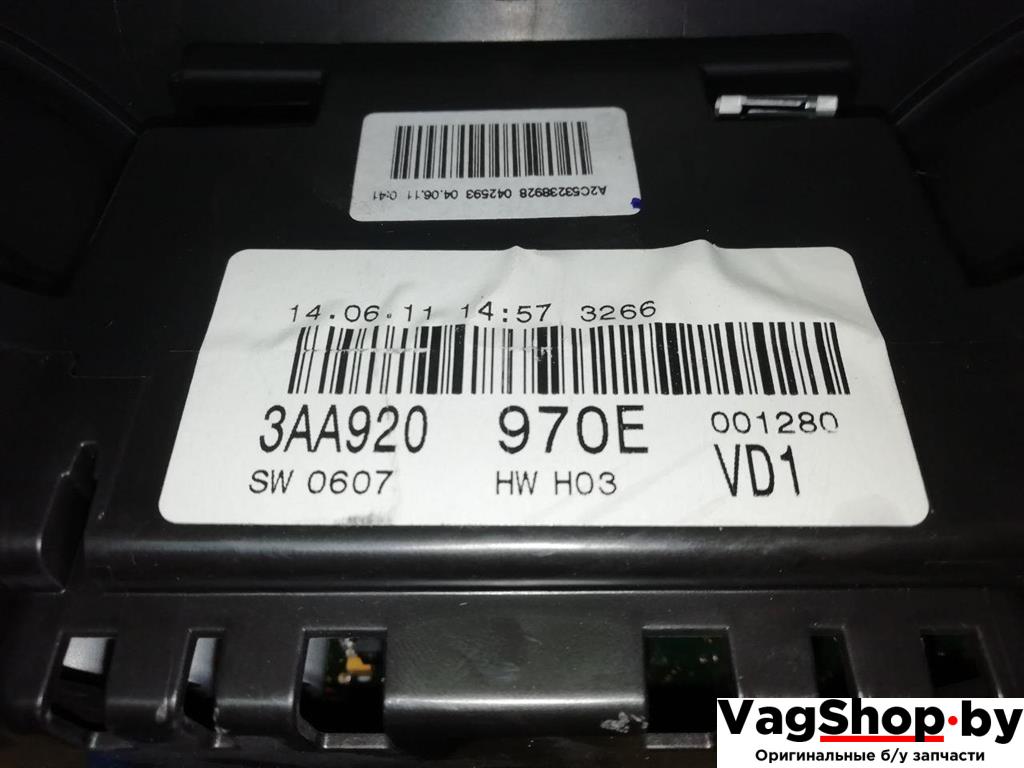 A2C53238928 042593 04.06.11 0:41
14.06.11 14:57 3266
3AA920 970E 001280
SW 0607 HW H03 VD1
VagShop.by
Оригинальные б/у запчасти